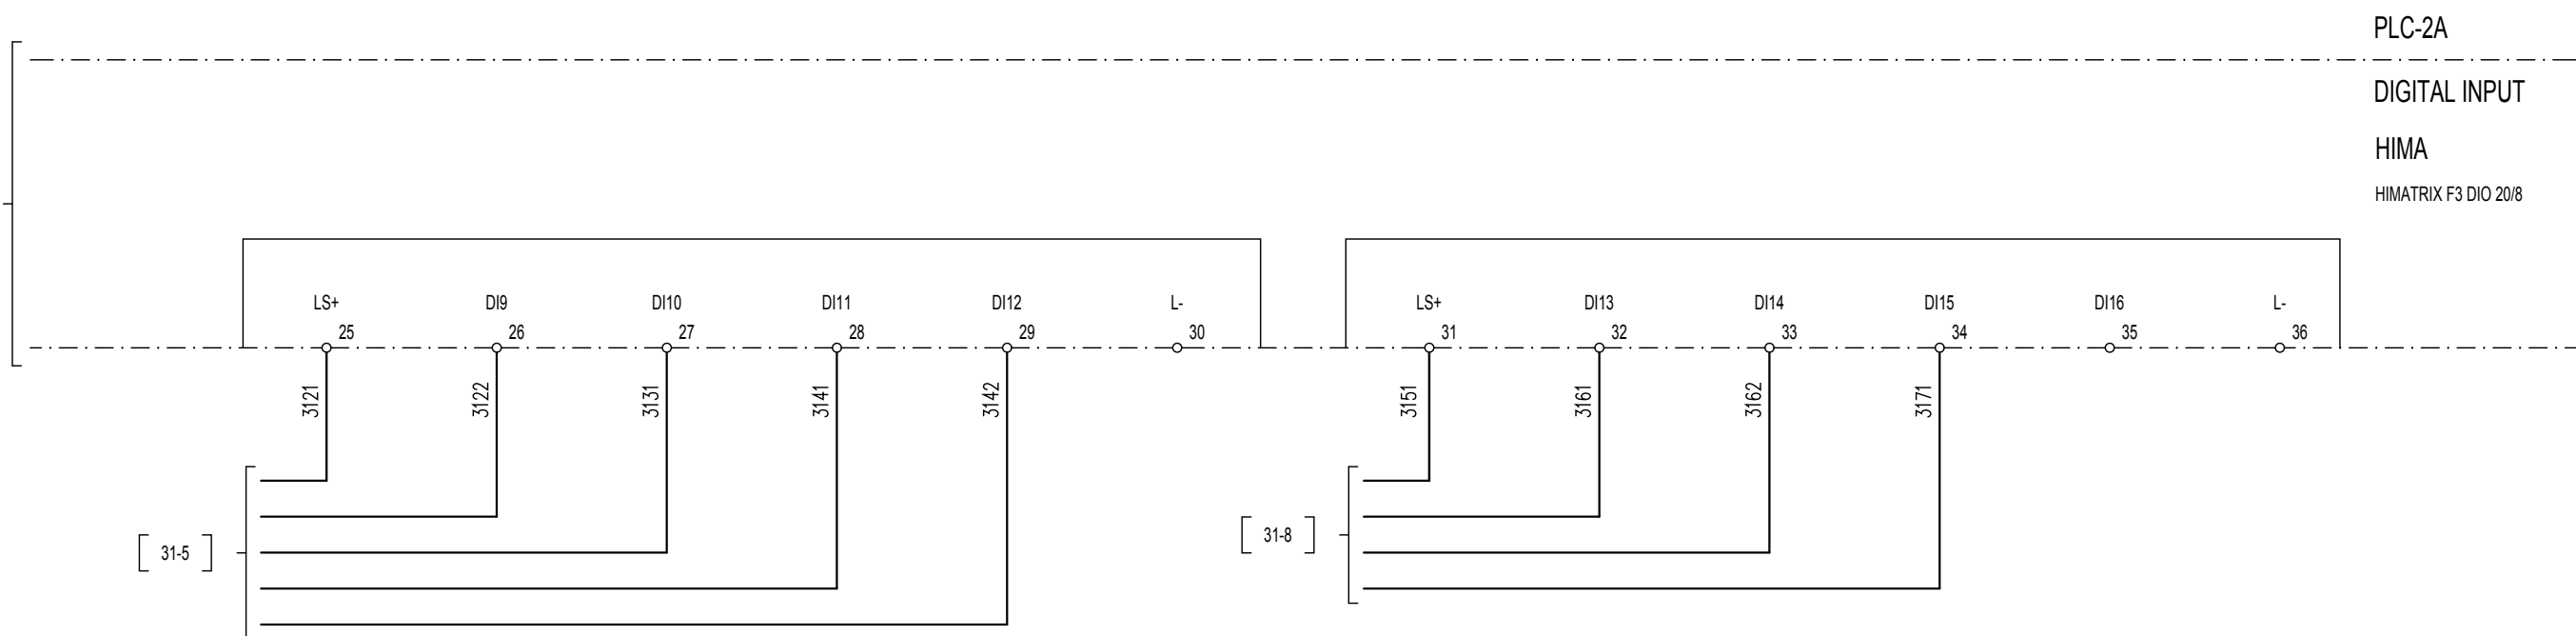 PLC-2A
DIGITAL INPUT
HIMA
HIMATRIX F3 DIO 20/8
LS+ DI9 DI10 DI11 DI12 L- LS+ DI13 DI14 DI15 DI16 L-
25 26 27 28 29 30 31 32 33 34 35 36
3121 3122 3131 3141 3142 3151 3161 3162 3171
31-5 31-8